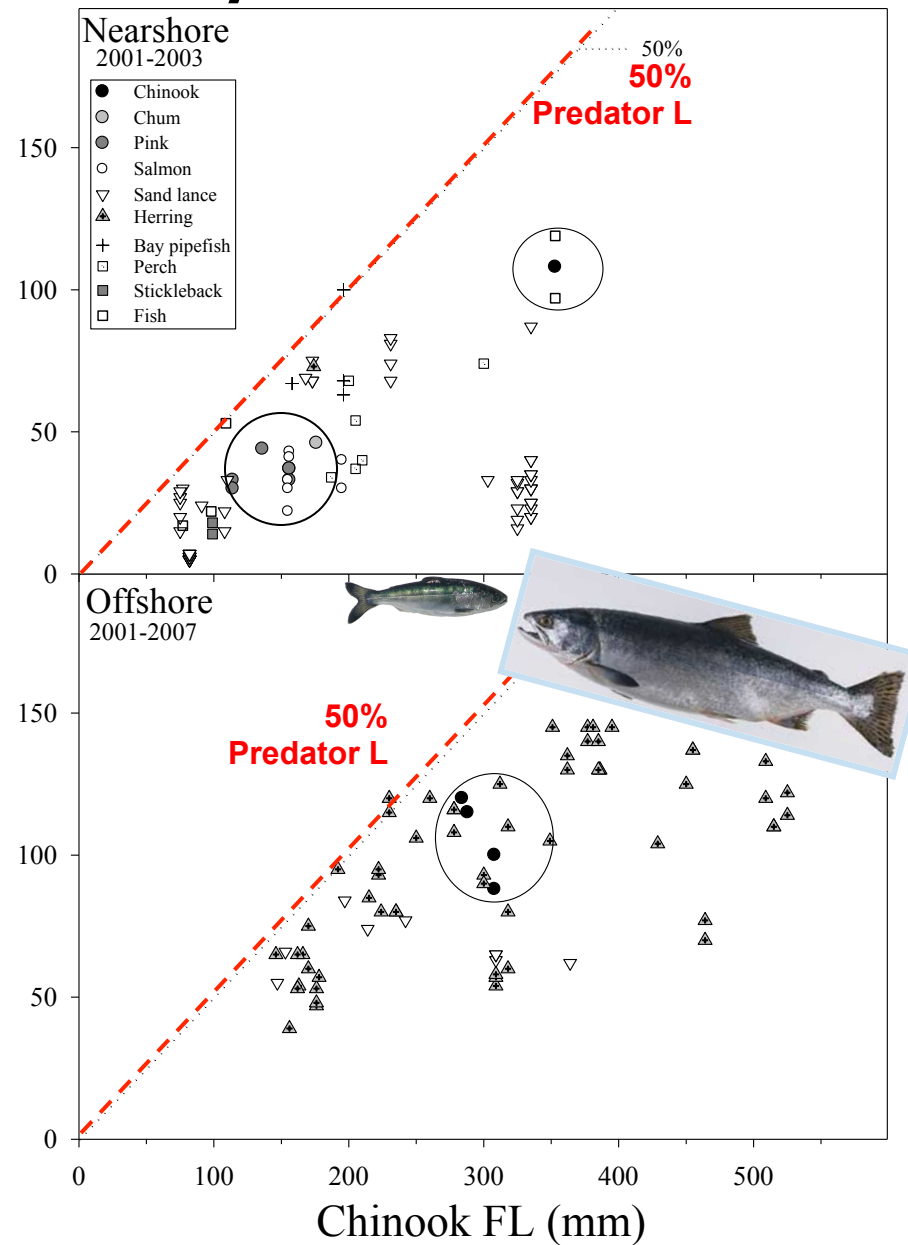 Nearshore
2001-2003
50%
50%
Predator L
Chinook
Chum
Pink
Salmon
Sand lance
Herring
Bay pipefish
Perch
Stickleback
Fish
150
100
50
0
Offshore
2001-2007
50%
Predator L
150
100
50
0
0 100 200 300 400 500
Chinook FL (mm)